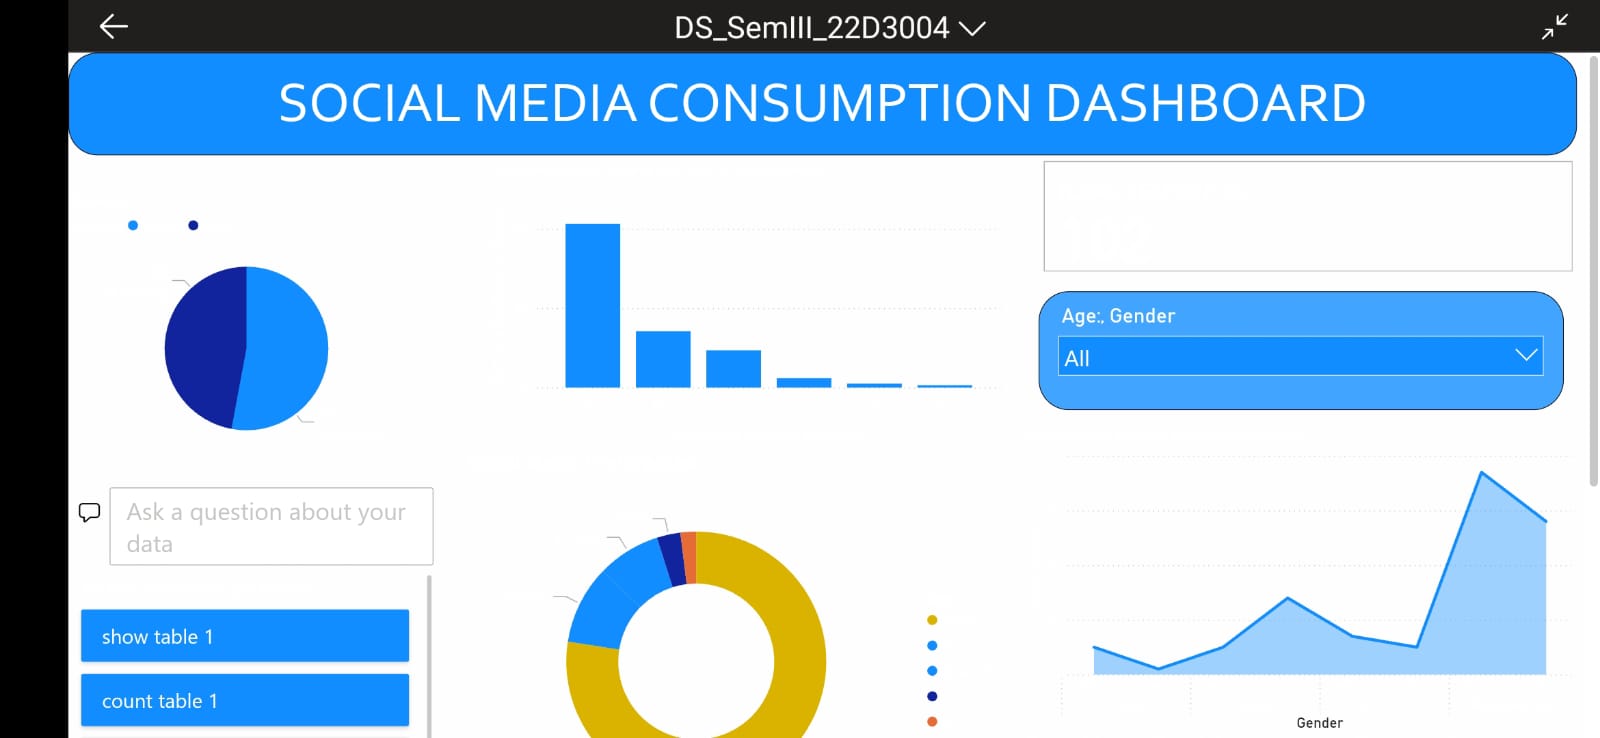 DS_SemIII_22D3004
SOCIAL MEDIA CONSUMPTION DASHBOARD
Age:, Gender
All
Ask a question about your
data
show table 1
count table 1
Gender